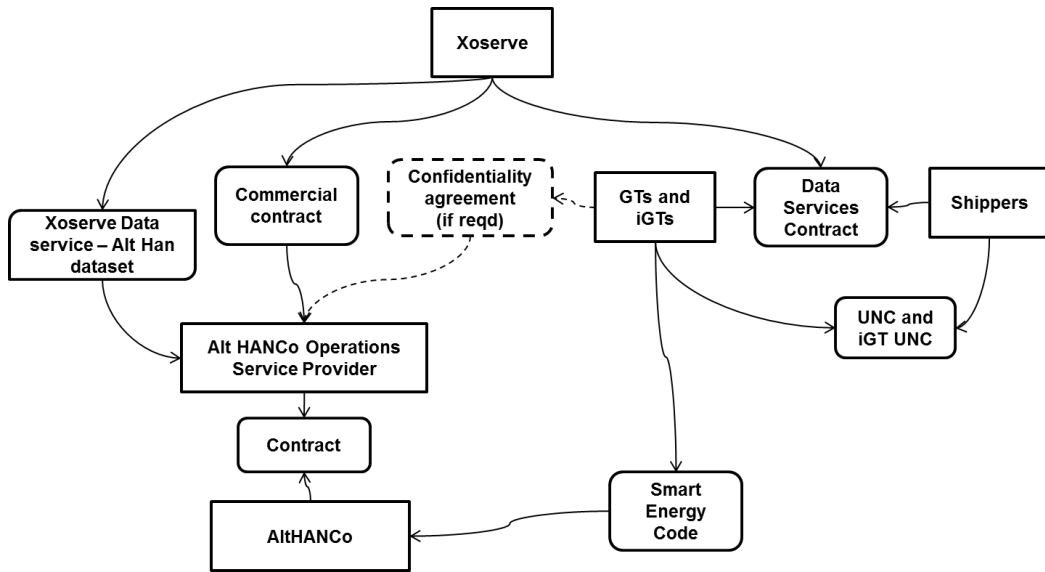 Xoserve
Confidentiality
agreement
(if reqd)
Commercial
contract
GTs and
iGTs
Data
Services
Contract
Shippers
Xoserve Data
service – Alt Han
dataset
UNC and
iGT UNC
Alt HANCo Operations
Service Provider
Contract
Smart
Energy
Code
AltHANCo